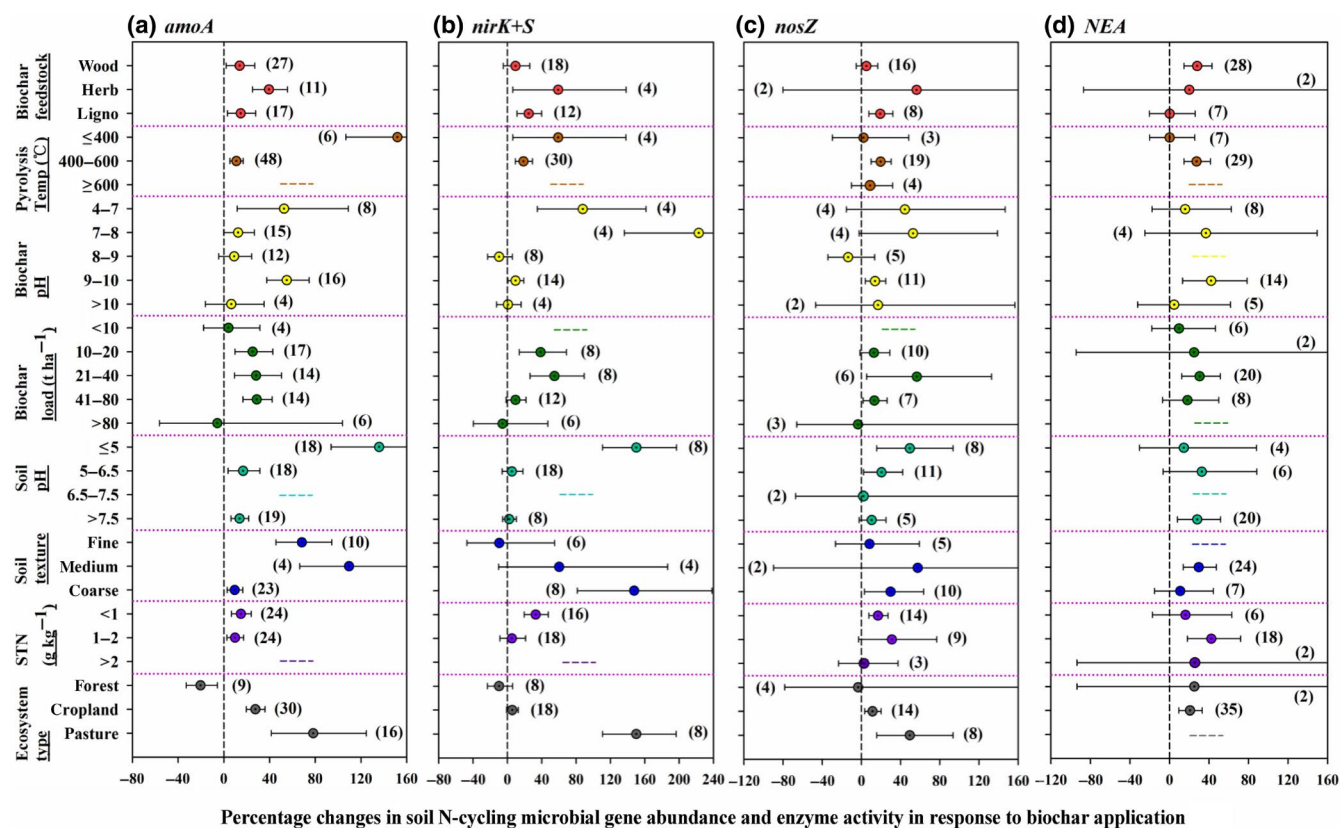 (a) amoA (b) nirK+S (c) nosZ (d) NEA
Biochar feedstock
Wood (27) (18) (16) (28)
Herb (11) (4) (2) (2)
Ligno (17) (12) (8) (7)
Pyrolysis Temp (℃)
≤400 (6) (4) (3) (7)
400–600 (48) (30) (19) (29)
≥600 (4)
Biochar pH
4–7 (8) (4) (4) (8)
7–8 (15) (4) (4) (4)
8–9 (12) (8) (5)
9–10 (16) (14) (11) (14)
>10 (4) (4) (2) (5)
Biochar load (t ha−1)
<10 (4) (6)
10–20 (17) (8) (10) (2)
21–40 (14) (8) (6) (20)
41–80 (14) (12) (7) (8)
>80 (6) (6) (3)
Soil pH
≤5 (18) (8) (8) (4)
5–6.5 (18) (18) (11) (6)
6.5–7.5 (2)
>7.5 (19) (8) (5) (20)
Soil texture
Fine (10) (6) (5)
Medium (4) (4) (2) (24)
Coarse (23) (8) (10) (7)
STN (g kg−1)
<1 (24) (16) (14) (6)
1–2 (24) (18) (9) (18)
>2 (3) (2)
Ecosystem type
Forest (9) (8) (4) (2)
Cropland (30) (18) (14) (35)
Pasture (16) (8) (8)
−80 −40 0 40 80 120 160 −80 −40 0 40 80 120 160 200 240 −120 −80 −40 0 40 80 120 160 −120 −80 −40 0 40 80 120 160
Percentage changes in soil N-cycling microbial gene abundance and enzyme activity in response to biochar application